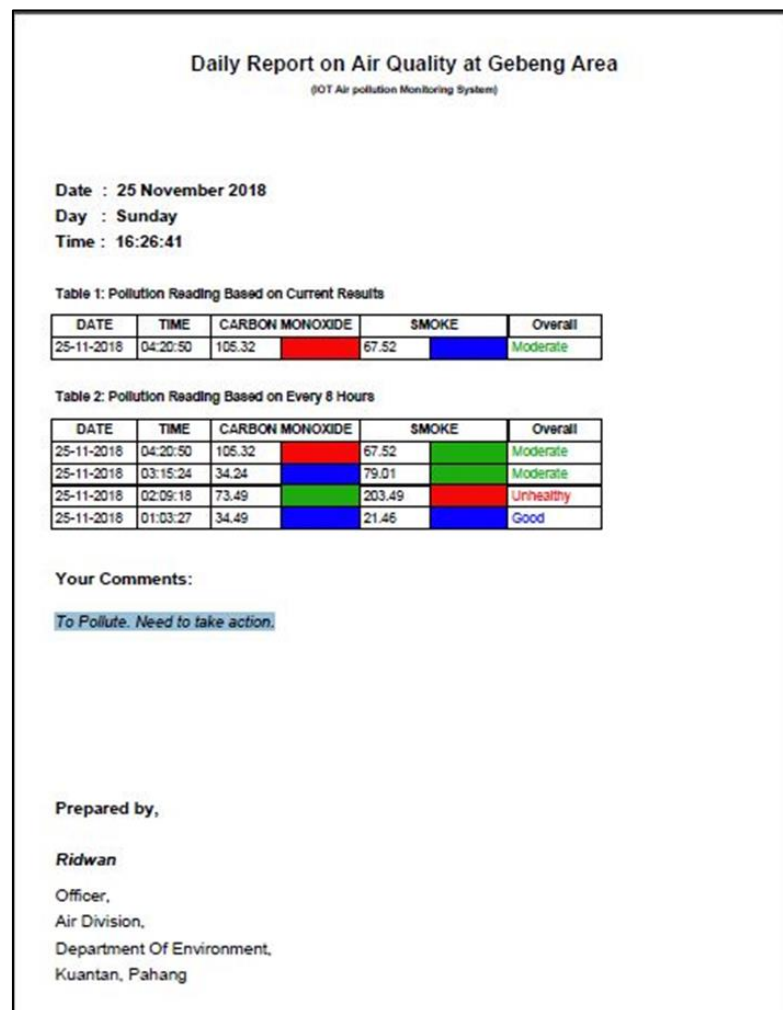 Daily Report on Air Quality at Gebeng Area
(IOT Air pollution Monitoring System)
Date : 25 November 2018
Day : Sunday
Time : 16:26:41
Table 1: Pollution Reading Based on Current Results
DATE TIME CARBON MONOXIDE SMOKE Overall
25-11-2018 04:20:50 105.32 67.52 Moderate
Table 2: Pollution Reading Based on Every 8 Hours
DATE TIME CARBON MONOXIDE SMOKE Overall
25-11-2018 04:20:50 105.32 67.52 Moderate
25-11-2018 03:15:24 34.24 79.01 Moderate
25-11-2018 02:09:18 73.49 203.49 Unhealthy
25-11-2018 01:03:27 34.49 21.46 Good
Your Comments:
To Pollute. Need to take action.
Prepared by,
Ridwan
Officer,
Air Division,
Department Of Environment,
Kuantan, Pahang